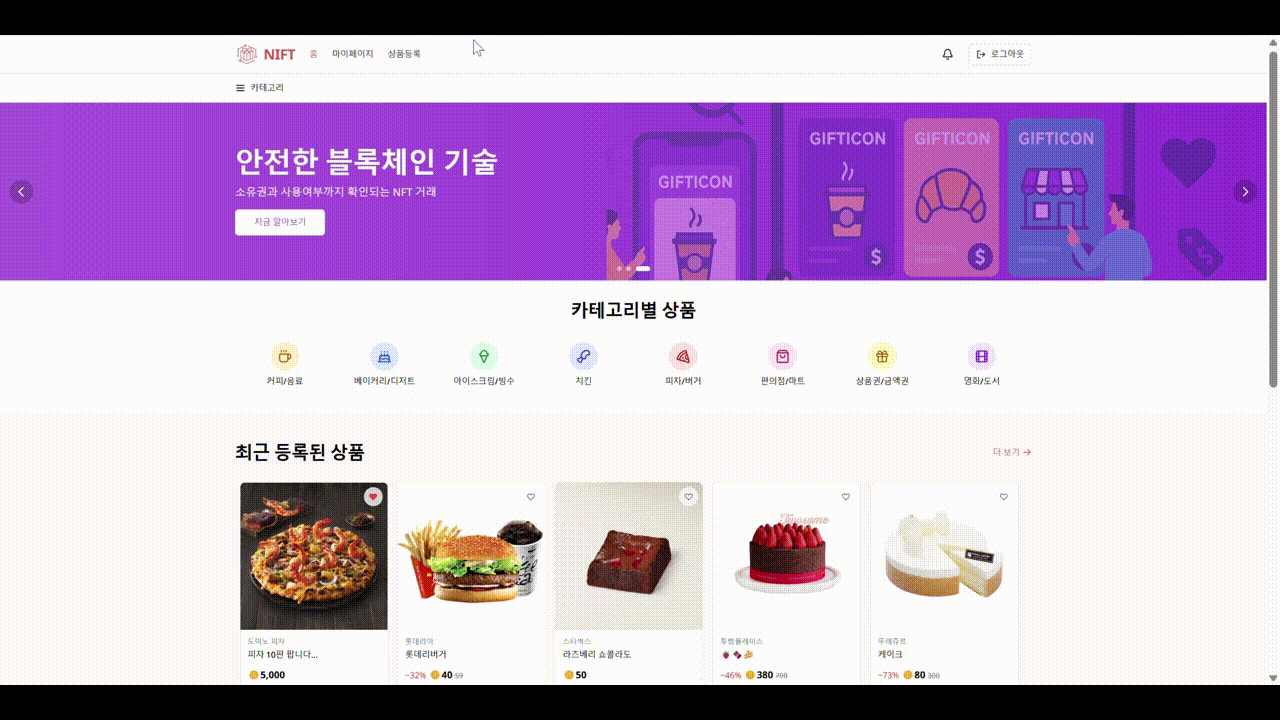 NIFT 홈 마이페이지 상품등록 로그아웃
카테고리
안전한 블록체인 기술
소유권과 사용여부까지 확인되는 NFT 거래
지금 알아보기
GIFTICON
GIFTICON $
GIFTICON $
GIFTICON
카테고리별 상품
커피/음료 베이커리/디저트 아이스크림/빙수 치킨 피자/버거 편의점/마트 상품권/금액권 영화/도서
최근 등록된 상품 더 보기 →
도미노 피자
피자 10판 팝니다...
5,000
롯데리아
롯데리버거
~32% 40 59
스타벅스
라즈베리 쇼콜라도
50
Twosome
투썸플레이스
🍓 🍫 🍰
~46% 380 700
뚜레쥬르
케이크
~73% 80 300